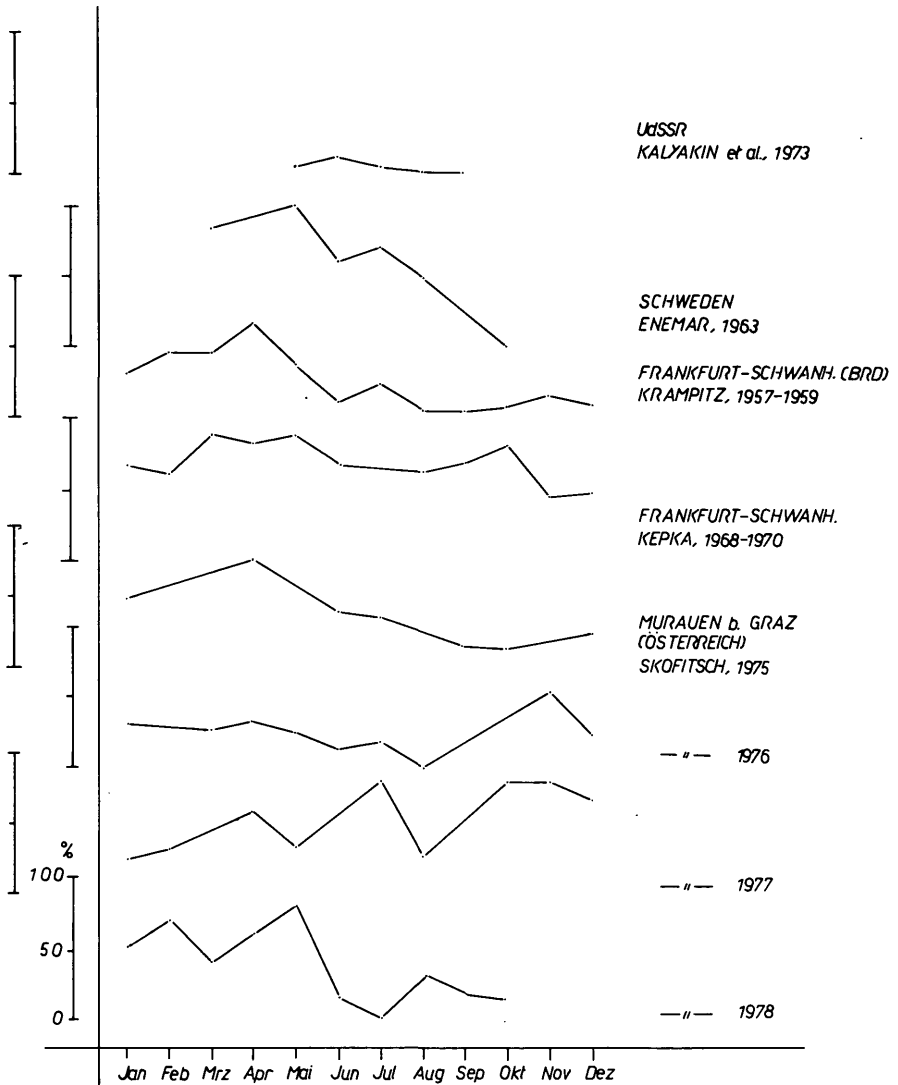 UdSSR
KALYAKIN et al., 1973
SCHWEDEN
ENEMAR, 1963
FRANKFURT-SCHWANH. (BRD)
KRAMPITZ, 1957-1959
FRANKFURT-SCHWANH.
KEPKA, 1968-1970
MURAUEN b. GRAZ
(ÖSTERREICH)
SKOFITSCH, 1975
—〃— 1976
—〃— 1977
—〃— 1978
%
100
50
0
Jan Feb Mrz Apr Mai Jun Jul Aug Sep Okt Nov Dez